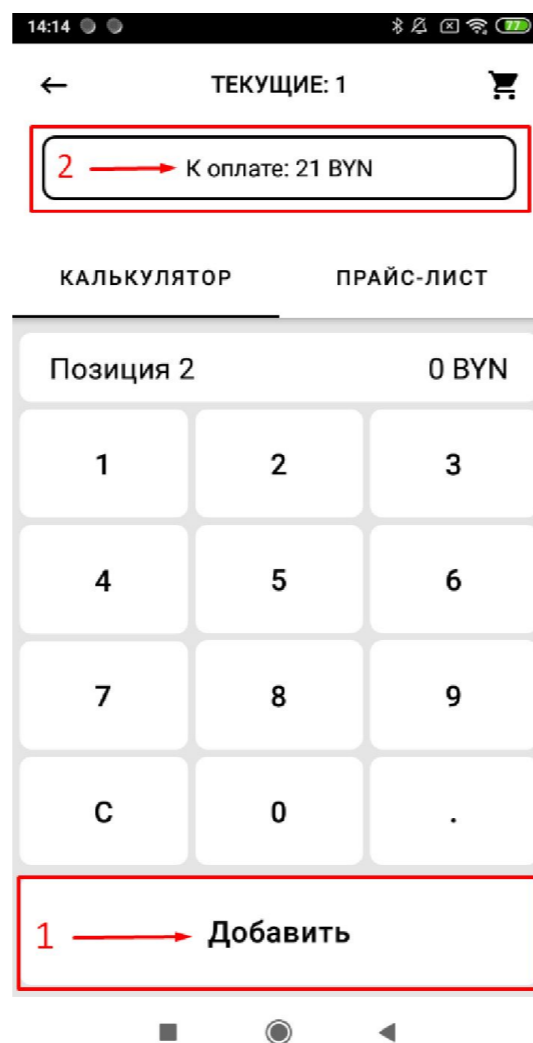 14:14 77
ТЕКУЩИЕ: 1
2 К оплате: 21 BYN
КАЛЬКУЛЯТОР ПРАЙС-ЛИСТ
Позиция 2 0 BYN
1 2 3
4 5 6
7 8 9
C 0 .
1 Добавить